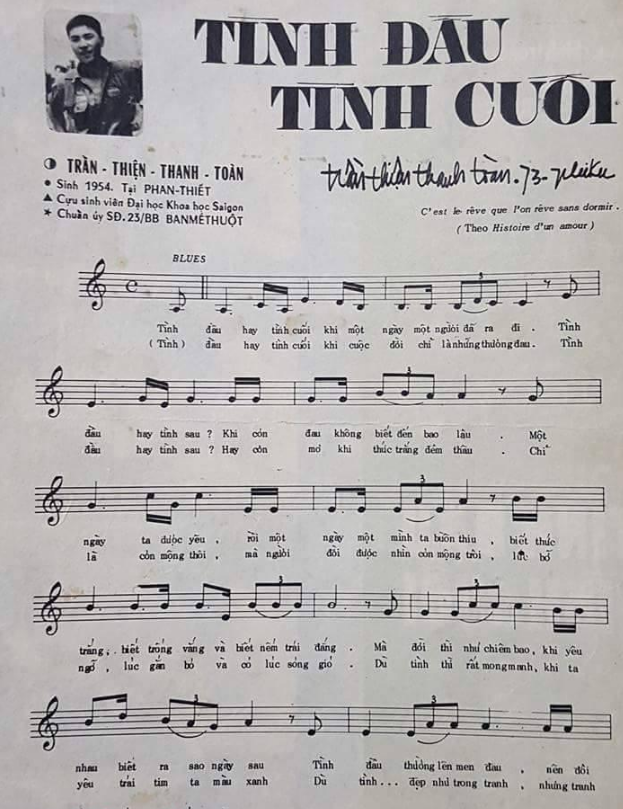 TÌNH ĐẦU
TÌNH CUỐI
TRẦN - THIỆN - THANH - TOÀN
Sinh 1954. Tại PHAN-THIẾT
Cựu sinh viên Đại học Khoa học Saigon
Chuẩn úy SĐ.23/BB BANMÊTHUỘT
trần thiện thanh toàn.73-pleiku
C'est le rêve que l'on rêve sans dormir.
( Theo Histoire d'un amour )
BLUES
Tình đầu hay tình cuối khi một ngày một người đã ra đi . Tình
( Tình ) đầu hay tình cuối khi cuộc đời chỉ là những thương đau . Tình
đầu hay tình sau ? Khi còn đau không biết đến bao lâu . Một
đầu hay tình sau ? Hay còn mơ khi thức trắng đêm thâu . Chỉ
ngày ta được yêu , rồi một ngày một mình ta buồn thiu , biết thức
là còn mộng thôi , mà người đời được nhìn còn mộng trôi , lúc bỡ
trắng , biết trông vắng và biết nếm trái đắng . Mà đời thì như chiêm bao , khi yêu
ngỡ , lúc gắn bó và có lúc sóng gió . Dù tình thì rất mong manh , khi ta
nhau biết ra sao ngày sau Tình đầu thường lên men đau , nên đôi
yêu trái tim ta mầu xanh Dù tình ... đẹp như trong tranh , nhưng tranh